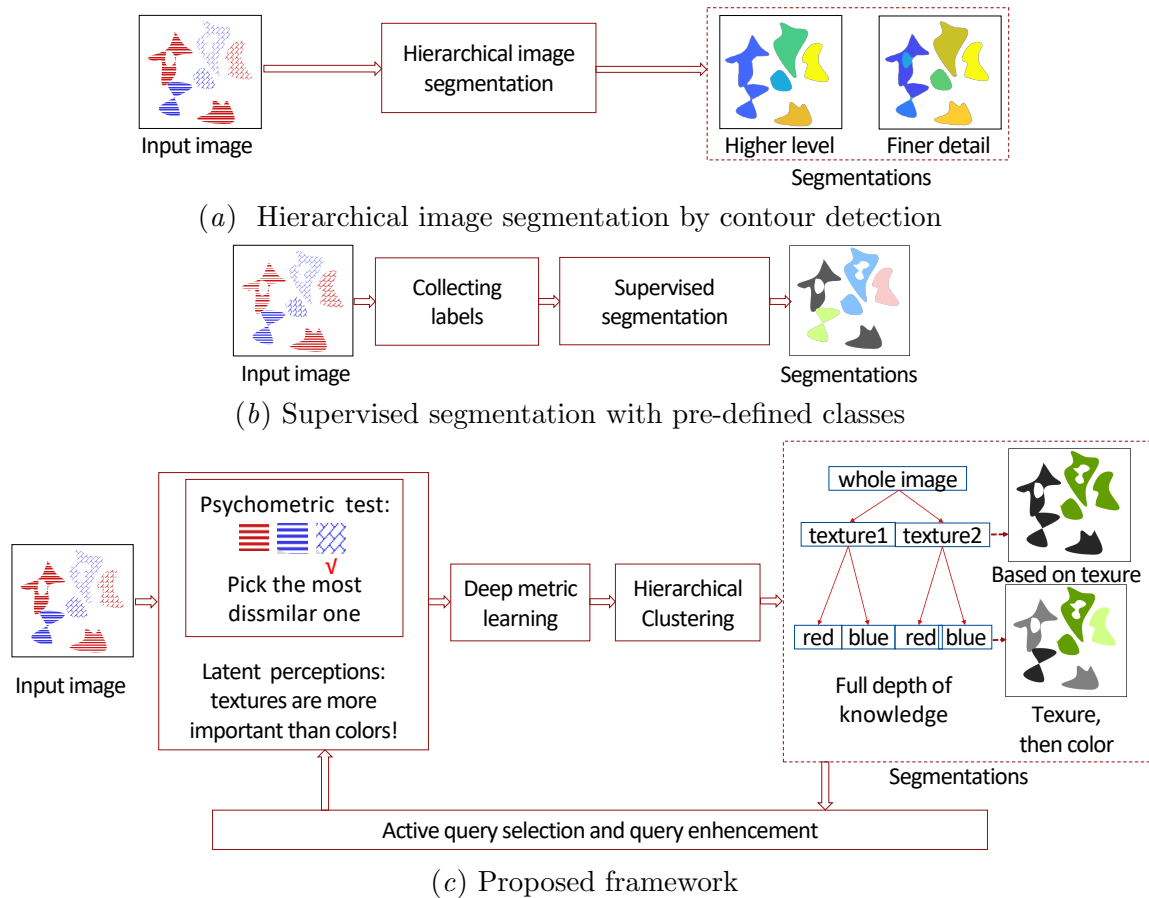 Input image
Hierarchical image
segmentation
Higher level
Finer detail
Segmentations
(a) Hierarchical image segmentation by contour detection
Input image
Collecting
labels
Supervised
segmentation
Segmentations
(b) Supervised segmentation with pre-defined classes
Input image
Psychometric test:
√
Pick the most
dissmilar one
Latent perceptions:
textures are more
important than colors!
Deep metric
learning
Hierarchical
Clustering
whole image
texture1
texture2
red
blue
red
blue
Full depth of
knowledge
Based on texure
Texure,
then color
Segmentations
Active query selection and query enhencement
(c) Proposed framework